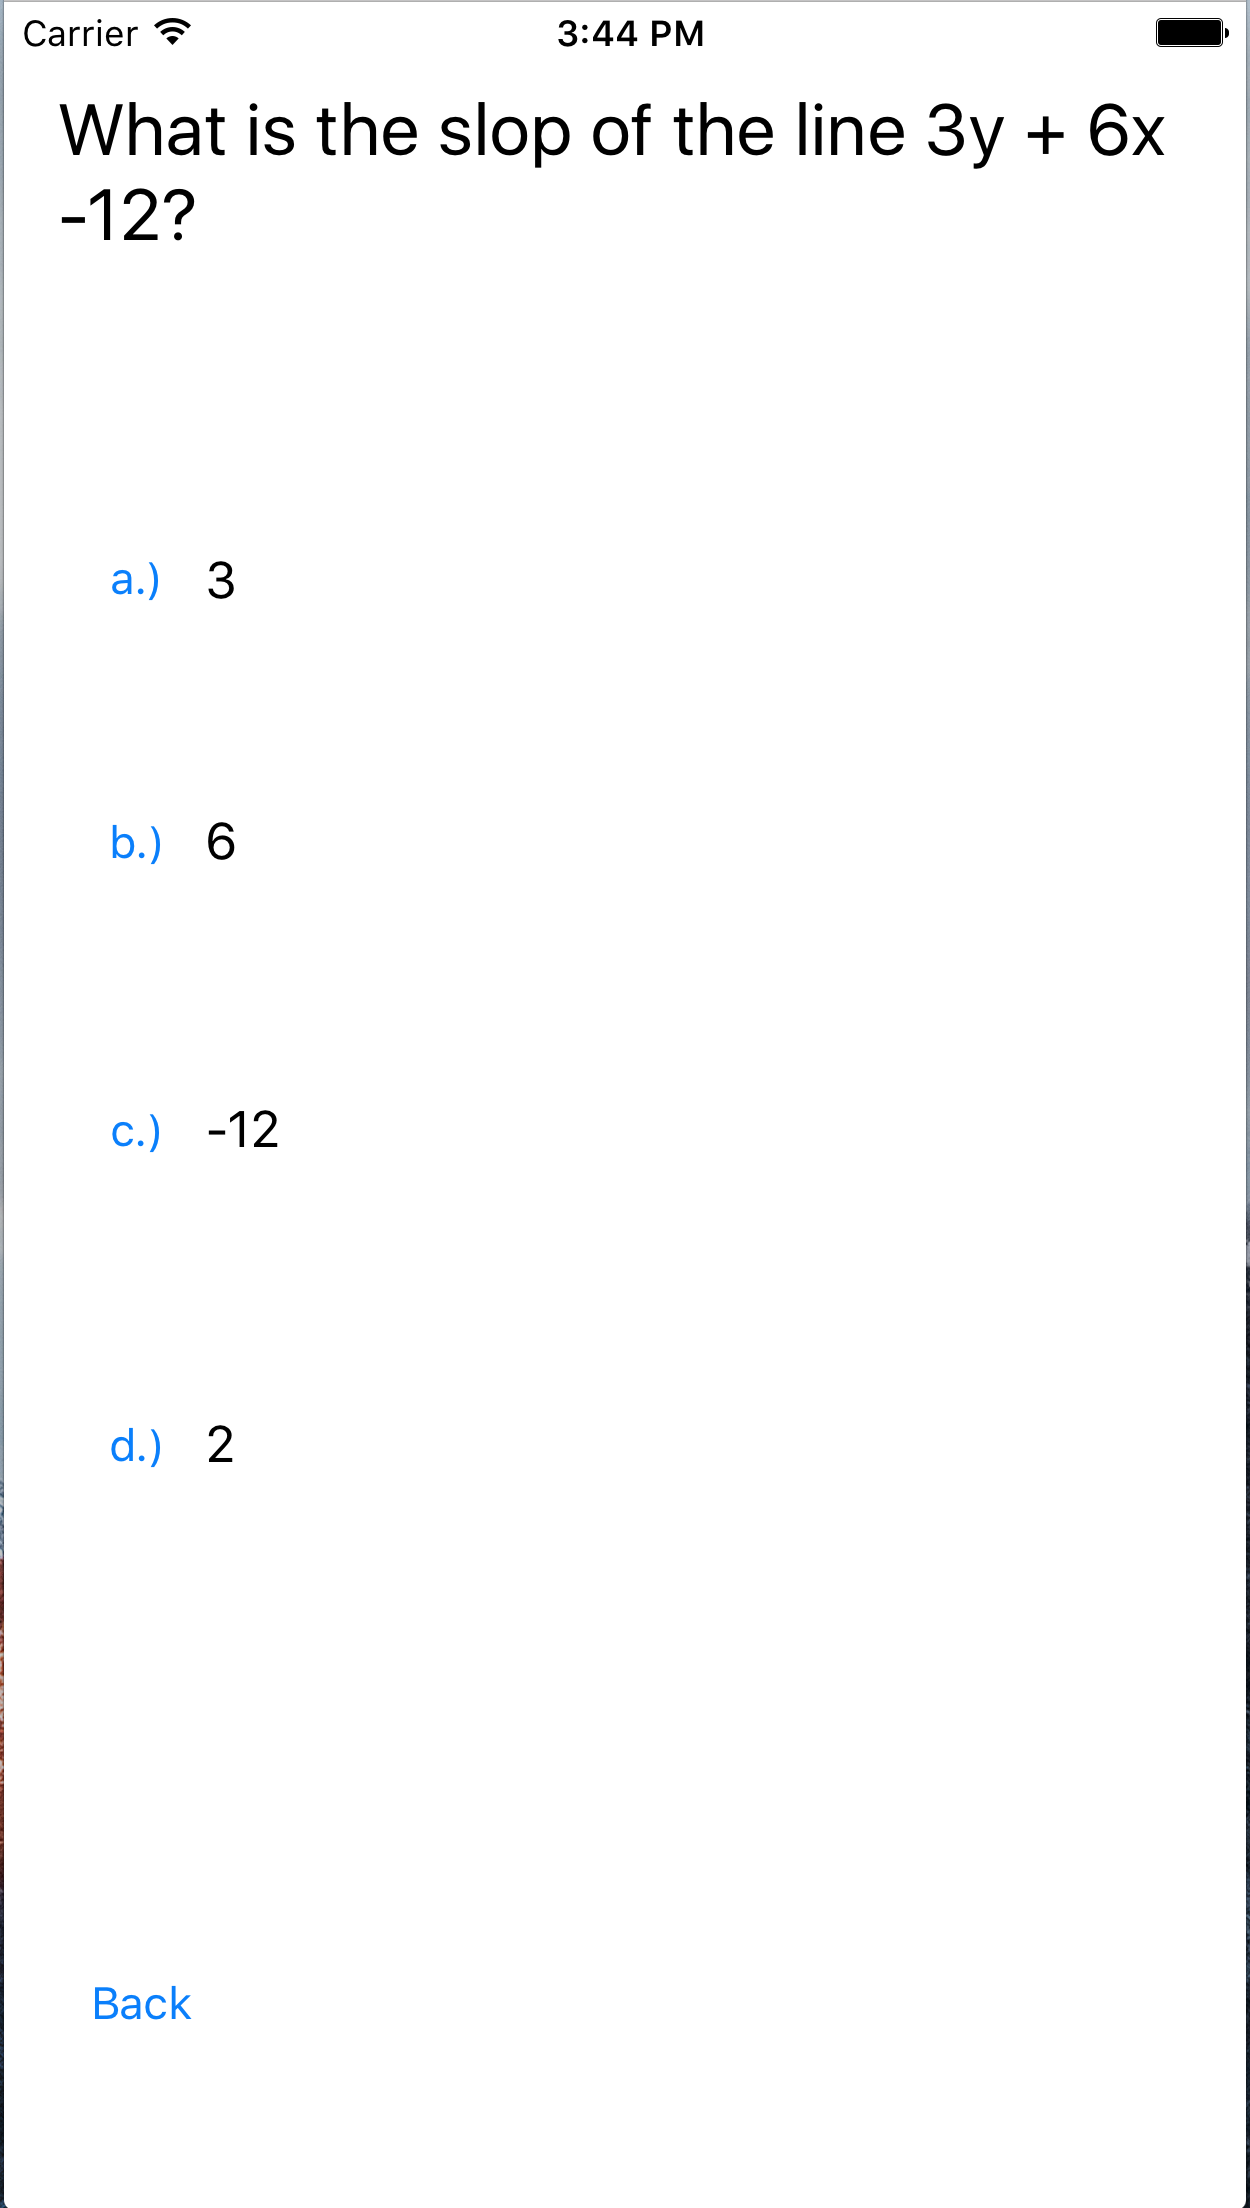 Carrier 3:44 PM
What is the slop of the line 3y + 6x
-12?
a.) 3
b.) 6
c.) -12
d.) 2
Back